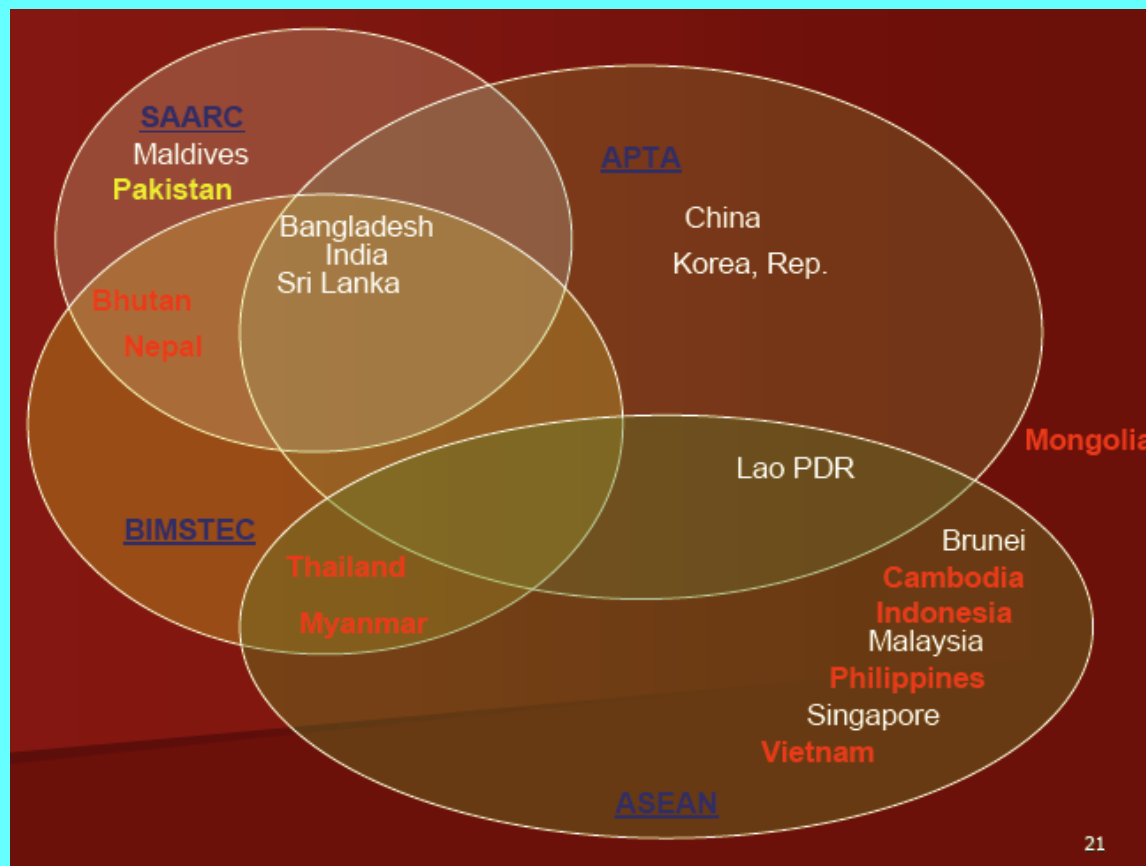 SAARC
Maldives
Pakistan
APTA
China
Korea, Rep.
Bangladesh
India
Sri Lanka
Bhutan
Nepal
Mongolia
Lao PDR
BIMSTEC
Thailand
Myanmar
Brunei
Cambodia
Indonesia
Malaysia
Philippines
Singapore
Vietnam
ASEAN
21